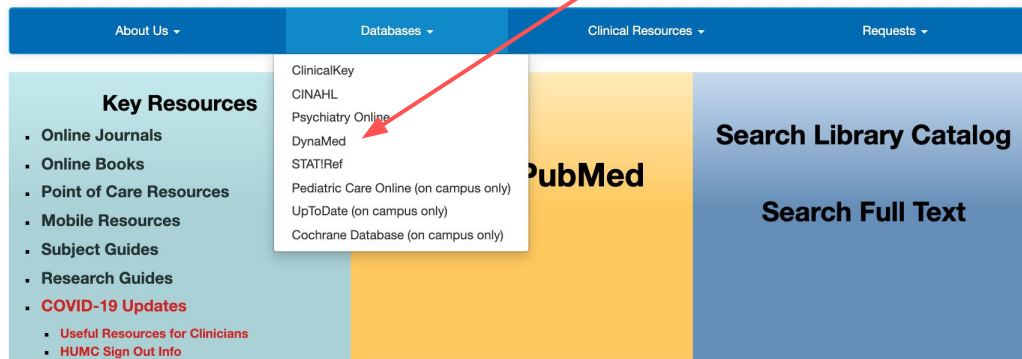 About Us
Databases
Clinical Resources
Requests
ClinicalKey
CINAHL
Psychiatry Online
DynaMed
STAT!Ref
Pediatric Care Online (on campus only)
UpToDate (on campus only)
Cochrane Database (on campus only)
Key Resources
Online Journals
Online Books
Point of Care Resources
Mobile Resources
Subject Guides
Research Guides
COVID-19 Updates
Useful Resources for Clinicians
HUMC Sign Out Info
PubMed
Search Library Catalog
Search Full Text